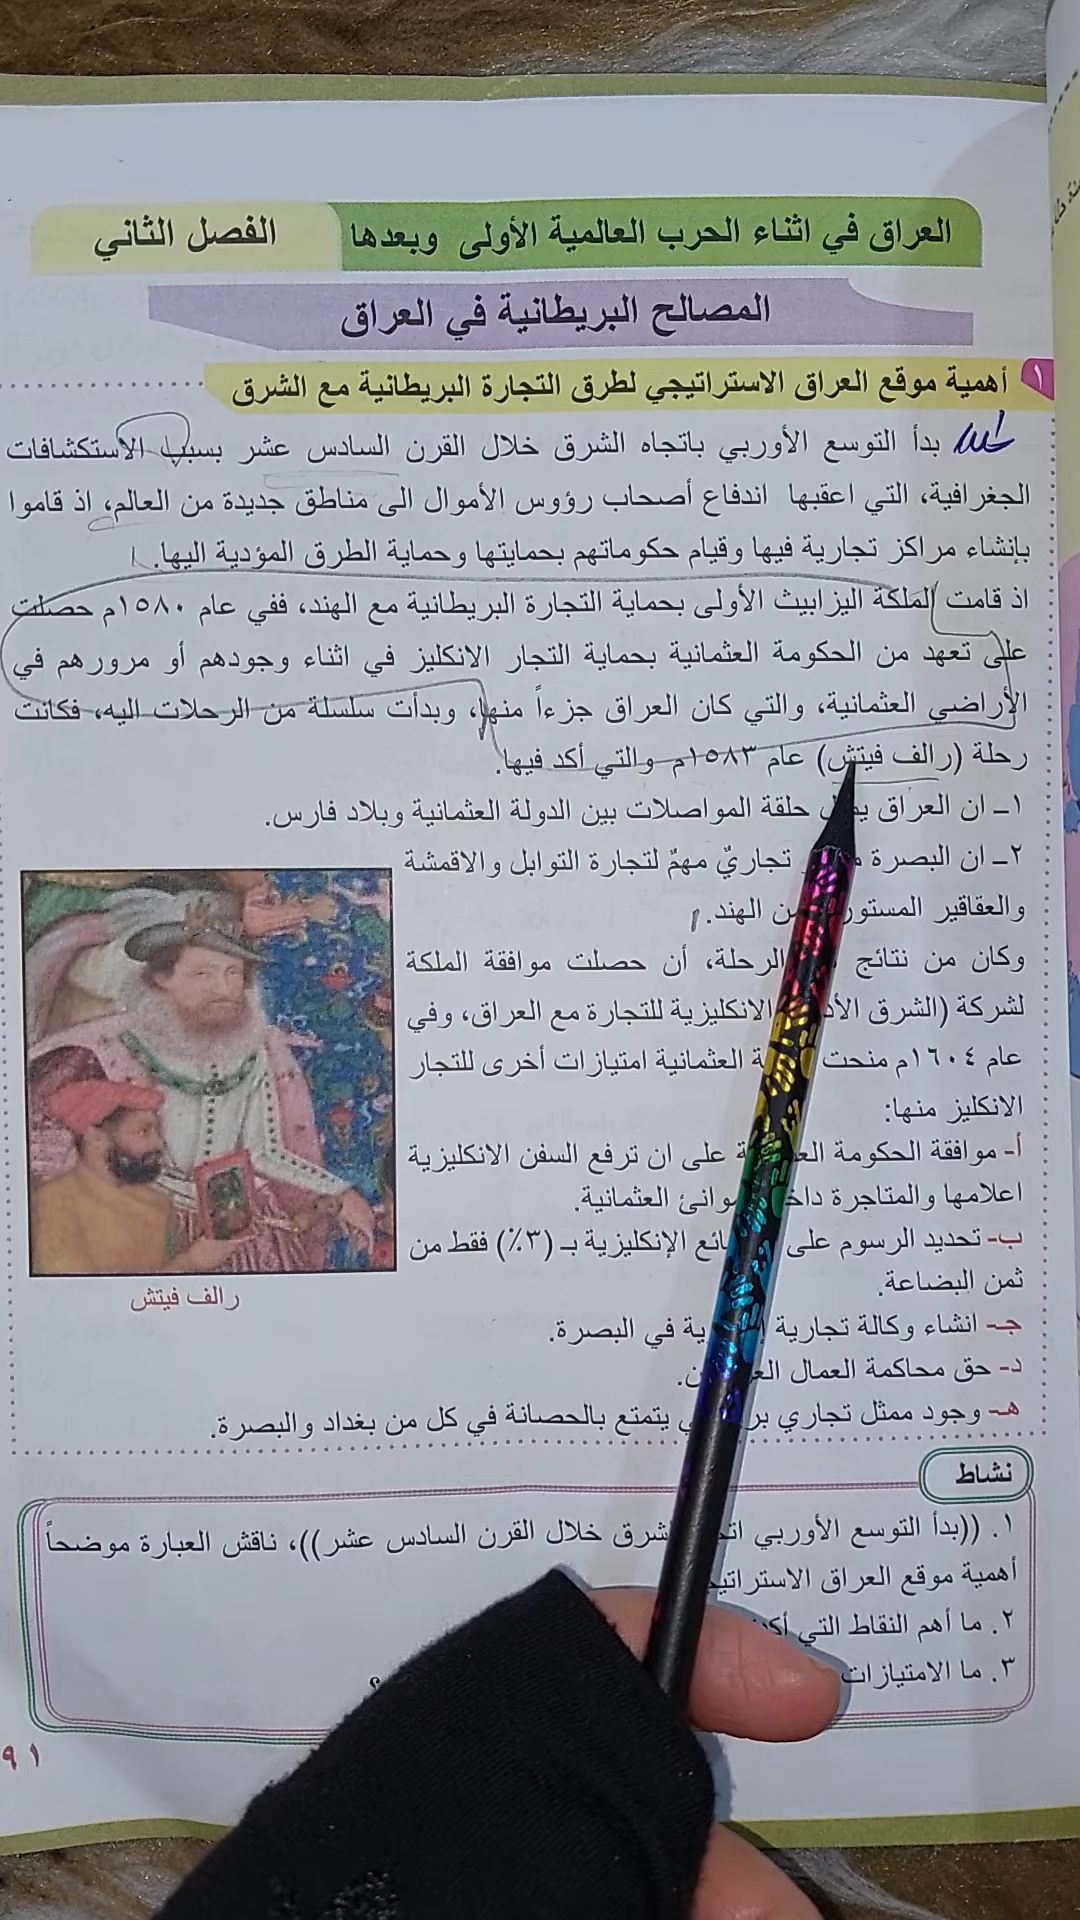 العراق في اثناء الحرب العالمية الأولى وبعدها
الفصل الثاني
المصالح البريطانية في العراق
١ أهمية موقع العراق الاستراتيجي لطرق التجارة البريطانية مع الشرق
بدأ التوسع الأوربي باتجاه الشرق خلال القرن السادس عشر بسبب الاستكشافات
الجغرافية، التي اعقبها اندفاع أصحاب رؤوس الأموال الى مناطق جديدة من العالم، اذ قاموا
بإنشاء مراكز تجارية فيها وقيام حكوماتهم بحمايتها وحماية الطرق المؤدية اليها.
اذ قامت الملكة اليزابيث الأولى بحماية التجارة البريطانية مع الهند، ففي عام ١٥٨٠م حصلت
على تعهد من الحكومة العثمانية بحماية التجار الانكليز في اثناء وجودهم أو مرورهم في
الأراضي العثمانية، والتي كان العراق جزءاً منها، وبدأت سلسلة من الرحلات اليه، فكانت
رحلة (رالف فيتش) عام ١٥٨٣م والتي أكد فيها.
١- ان العراق حلقة المواصلات بين الدولة العثمانية وبلاد فارس.
٢- ان البصرة تجاريٌ مهمٌ لتجارة التوابل والاقمشة
والعقاقير من الهند.
وكان من نتائج الرحلة، أن حصلت موافقة الملكة
لشركة (الشرق الانكليزية للتجارة مع العراق، وفي
عام ١٦٠٤م منحت العثمانية امتيازات أخرى للتجار
الانكليز منها:
أ- موافقة الحكومة على ان ترفع السفن الانكليزية
اعلامها والمتاجرة العثمانية.
ب- تحديد الرسوم على الإنكليزية بـ (٣٪) فقط من
ثمن البضاعة.
جـ- انشاء وكالة تجارية في البصرة.
د- حق محاكمة العمال
هـ- وجود ممثل تجاري يتمتع بالحصانة في كل من بغداد والبصرة.
رالف فيتش
نشاط
١. ((بدأ التوسع الأوربي خلال القرن السادس عشر))، ناقش العبارة موضحاً
أهمية موقع العراق
٢. ما أهم النقاط التي
٣. ما الامتيازات
٩١